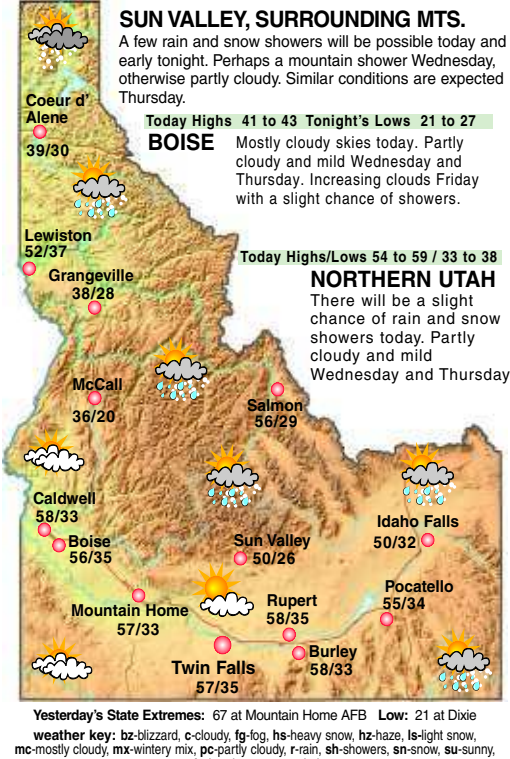 SUN VALLEY, SURROUNDING MTS.
A few rain and snow showers will be possible today and
early tonight. Perhaps a mountain shower Wednesday,
otherwise partly cloudy. Similar conditions are expected
Thursday.
Today Highs 41 to 43 Tonight's Lows 21 to 27
BOISE
Mostly cloudy skies today. Partly
cloudy and mild Wednesday and
Thursday. Increasing clouds Friday
with a slight chance of showers.
Today Highs/Lows 54 to 59 / 33 to 38
NORTHERN UTAH
There will be a slight
chance of rain and snow
showers today. Partly
cloudy and mild
Wednesday and Thursday
Coeur d'
Alene
39/30
Lewiston
52/37
Grangeville
38/28
McCall
36/20
Salmon
56/29
Caldwell
58/33
Boise
56/35
Sun Valley
50/26
Idaho Falls
50/32
Mountain Home
57/33
Rupert
58/35
Pocatello
55/34
Burley
58/33
Twin Falls
57/35
Yesterday's State Extremes: 67 at Mountain Home AFB Low: 21 at Dixie
weather key: bz-blizzard, c-cloudy, fg-fog, hs-heavy snow, hz-haze, ls-light snow,
mc-mostly cloudy, mx-wintery mix, pc-partly cloudy, r-rain, sh-showers, sn-snow, su-sunny,